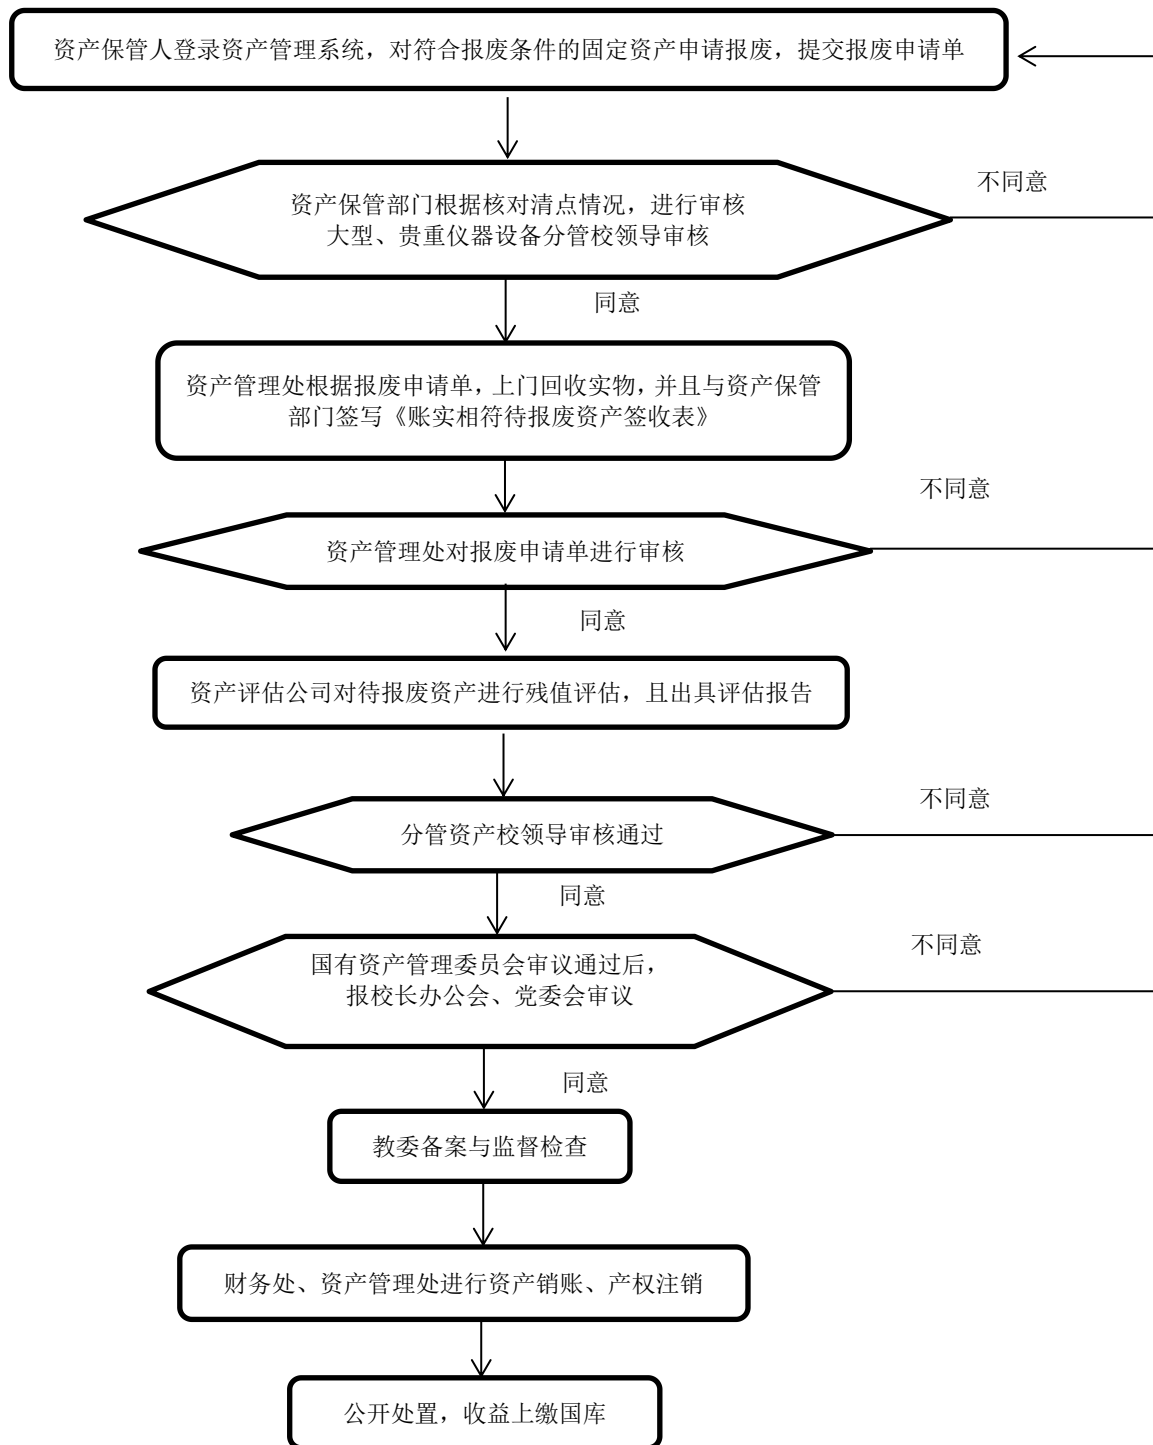 资产保管人登录资产管理系统，对符合报废条件的固定资产申请报废，提交报废申请单
不同意
资产保管部门根据核对清点情况，进行审核
大型、贵重仪器设备分管校领导审核
同意
资产管理处根据报废申请单，上门回收实物，并且与资产保管
部门签写《账实相符待报废资产签收表》
不同意
资产管理处对报废申请单进行审核
同意
资产评估公司对待报废资产进行残值评估，且出具评估报告
不同意
分管资产校领导审核通过
同意
不同意
国有资产管理委员会审议通过后，
报校长办公会、党委会审议
同意
教委备案与监督检查
财务处、资产管理处进行资产销账、产权注销
公开处置，收益上缴国库